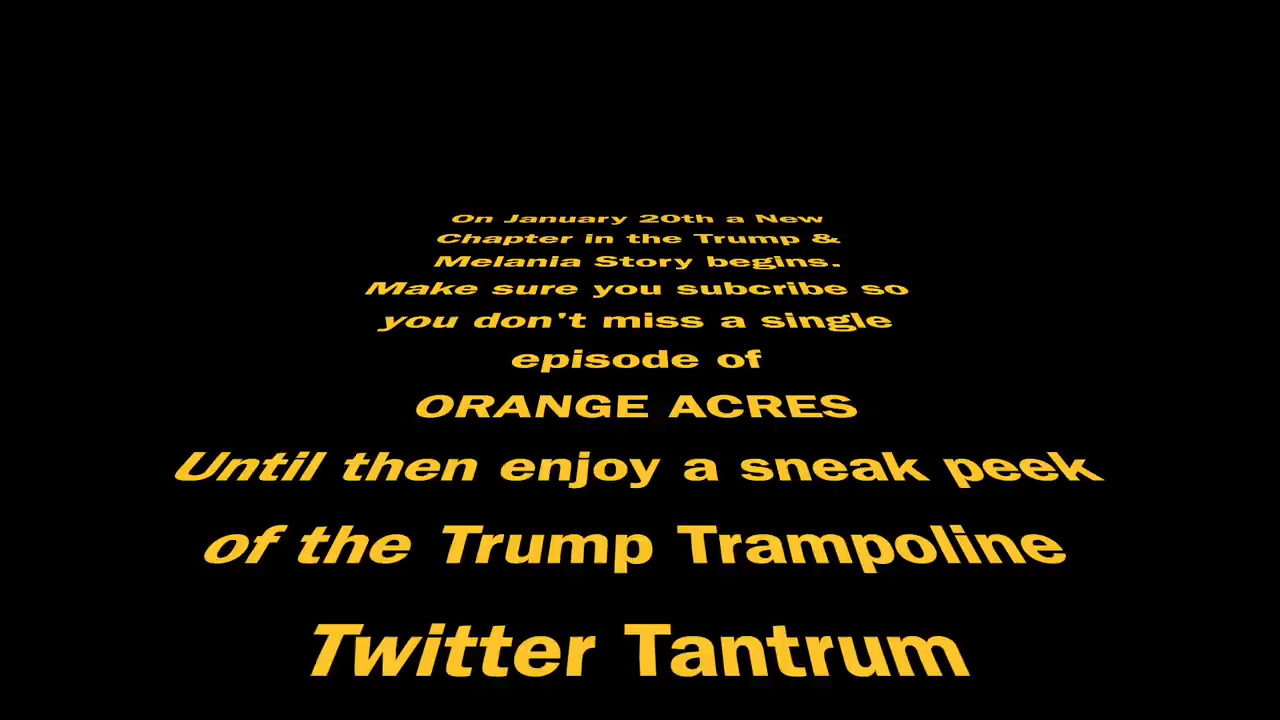 On January 20th a New
Chapter in the Trump &
Melania Story begins.
Make sure you subcribe so
you don't miss a single
episode of
ORANGE ACRES
Until then enjoy a sneak peek
of the Trump Trampoline
Twitter Tantrum